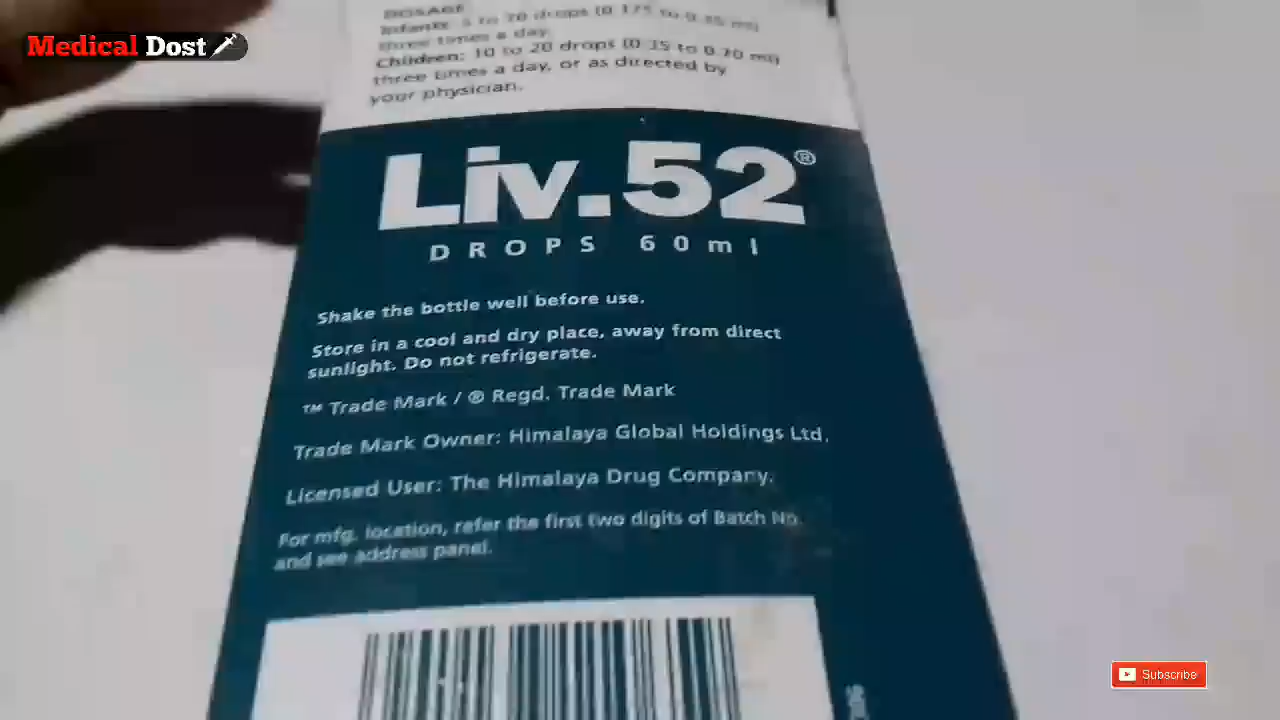 Medical Dost
DOSAGE
Infants: 5 to 20 drops (0.175 to 0.35 ml)
three times a day.
Children: 10 to 20 drops (0.35 to 0.70 ml)
three times a day, or as directed by
your physician.
Liv.52®
DROPS 60ml
Shake the bottle well before use.
Store in a cool and dry place, away from direct
sunlight. Do not refrigerate.
™ Trade Mark / ® Regd. Trade Mark
Trade Mark Owner: Himalaya Global Holdings Ltd.
Licensed User: The Himalaya Drug Company.
For mfg. location, refer the first two digits of Batch No.
and see address panel.
Subscribe